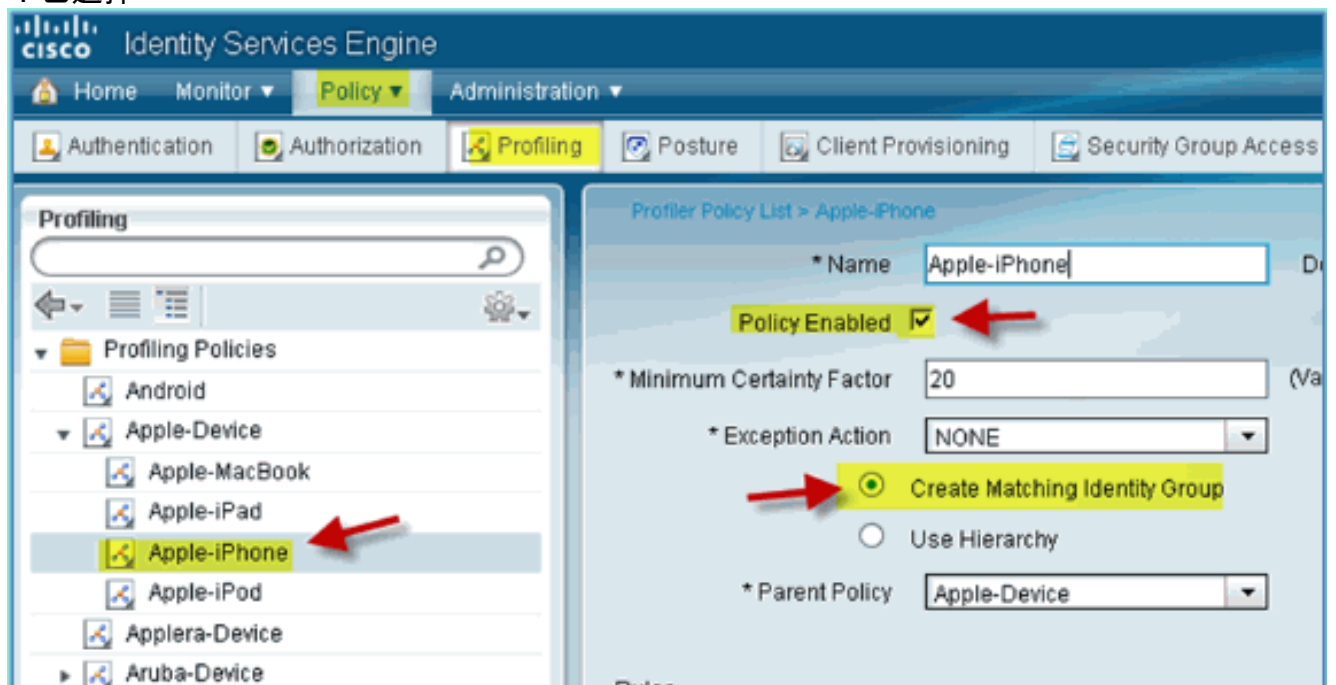 CISCO Identity Services Engine
Home Monitor ▼ Policy ▼ Administration ▼
Authentication Authorization Profiling Posture Client Provisioning Security Group Access
Profiling
Profiler Policy List > Apple-iPhone
* Name Apple-iPhone
Policy Enabled
Profiling Policies
Android
* Minimum Certainty Factor 20 (Va
Apple-Device
* Exception Action NONE
Apple-MacBook
Create Matching Identity Group
Apple-iPad
Use Hierarchy
Apple-iPhone
Apple-iPod
* Parent Policy Apple-Device
Applera-Device
Aruba-Device